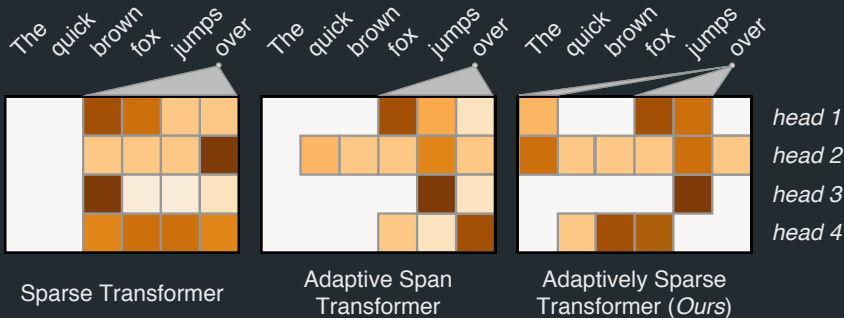 The quick brown fox jumps over
The quick brown fox jumps over
The quick brown fox jumps over
head 1
head 2
head 3
head 4
Sparse Transformer
Adaptive Span
Transformer
Adaptively Sparse
Transformer (Ours)